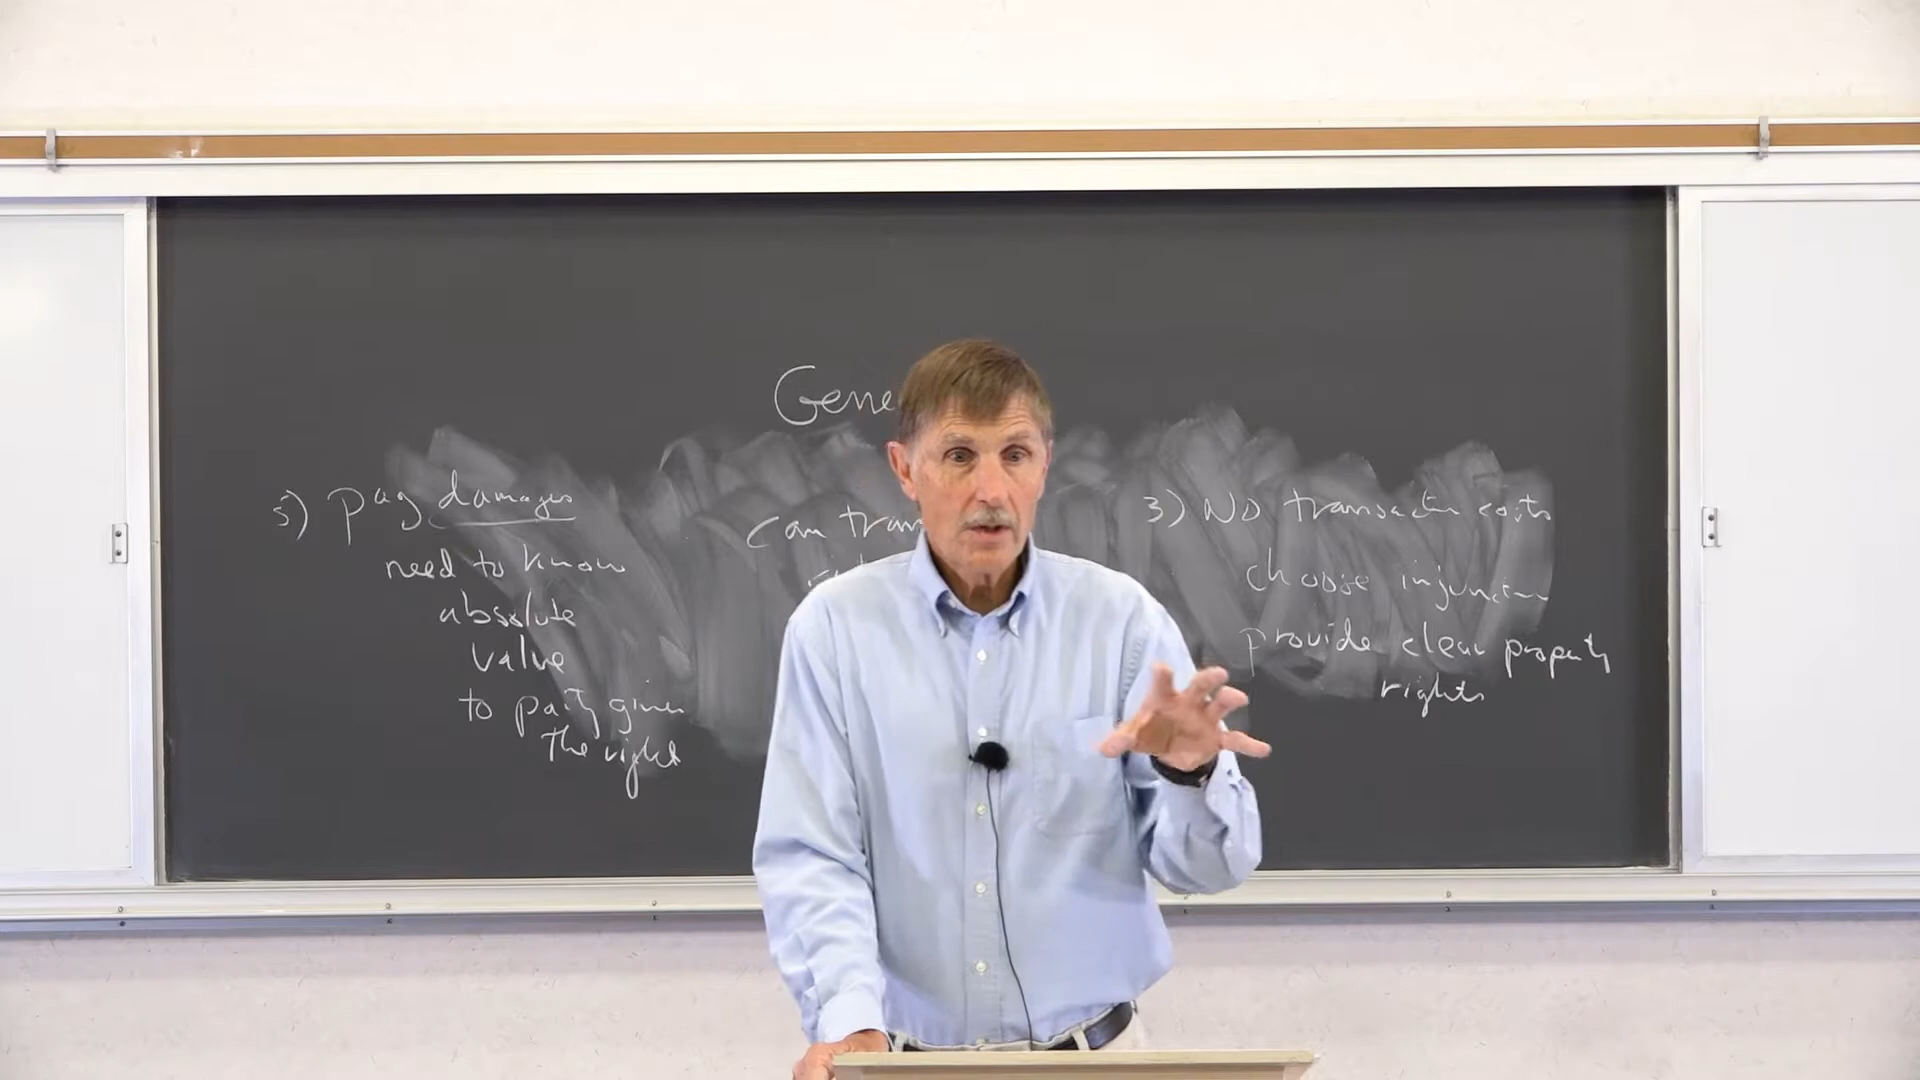 Gene
5) pay damages
need to know
absolute
value
to party given
the right
can tran
3) No transaction costs
choose injunction
provide clear property
rights